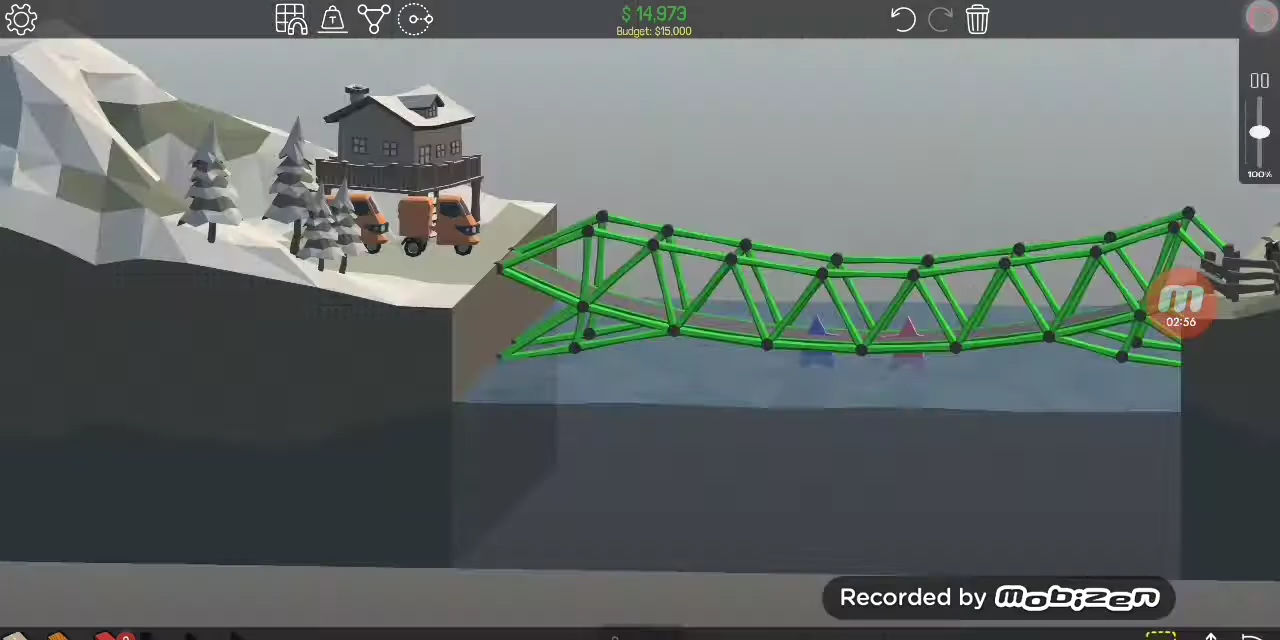 $ 14,973
Budget: $15,000
100%
02:56
Recorded by mobizen